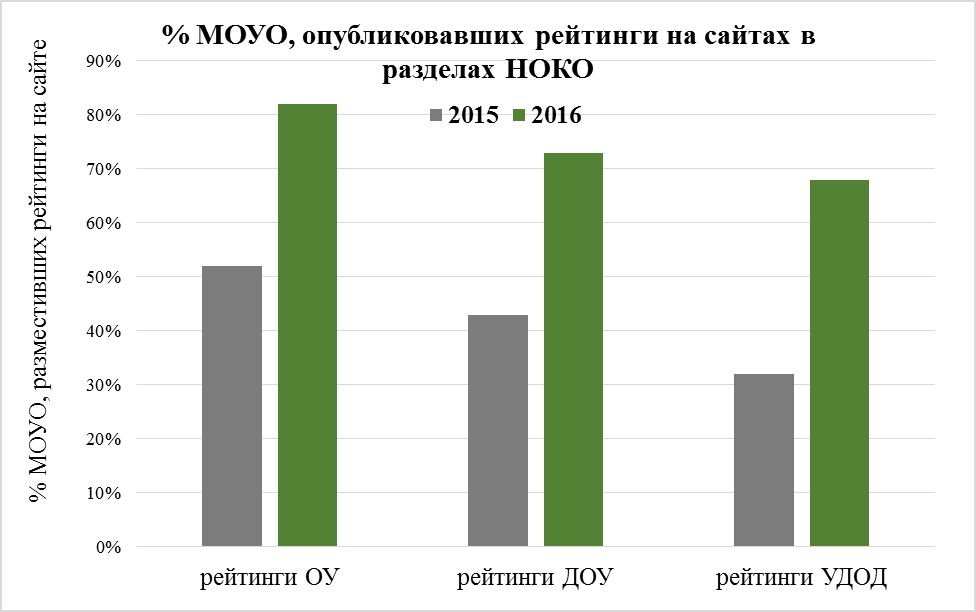 % МОУО, опубликовавших рейтинги на сайтах в
разделах НОКО
2015 2016
% МОУО, разместивших рейтинги на сайте
90%
80%
70%
60%
50%
40%
30%
20%
10%
0%
рейтинги ОУ
рейтинги ДОУ
рейтинги УДОД